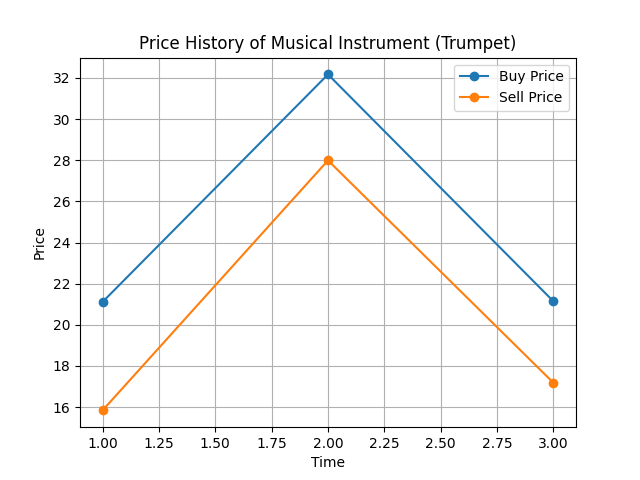 Price History of Musical Instrument (Trumpet)
Buy Price
Sell Price
Price
32
30
28
26
24
22
20
18
16
1.00 1.25 1.50 1.75 2.00 2.25 2.50 2.75 3.00
Time